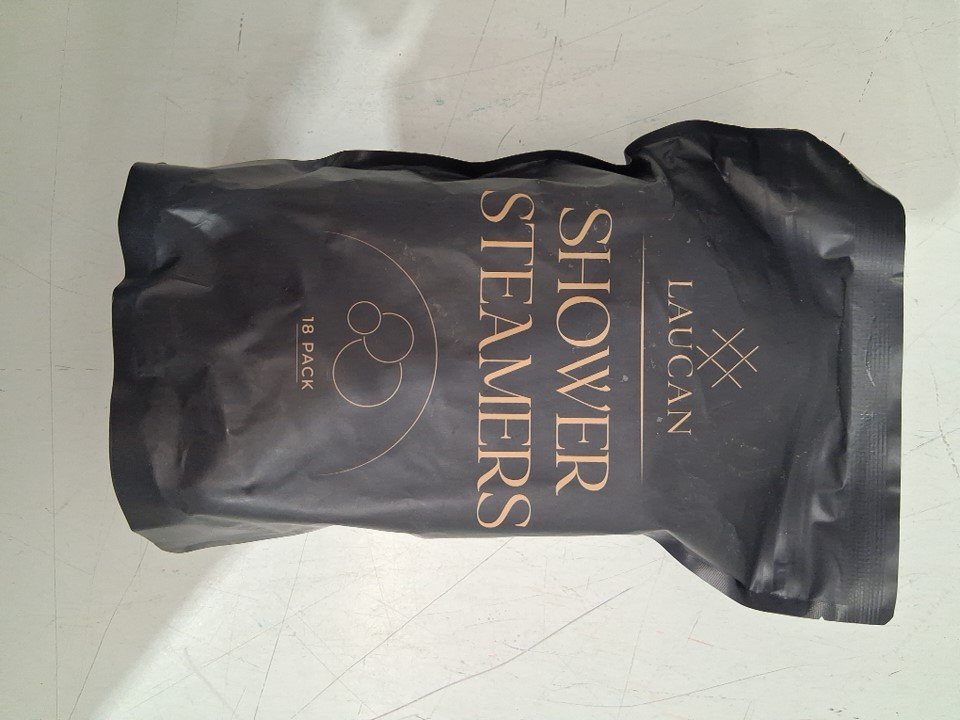 LAUCAN
SHOWER
STEAMERS
18 PACK